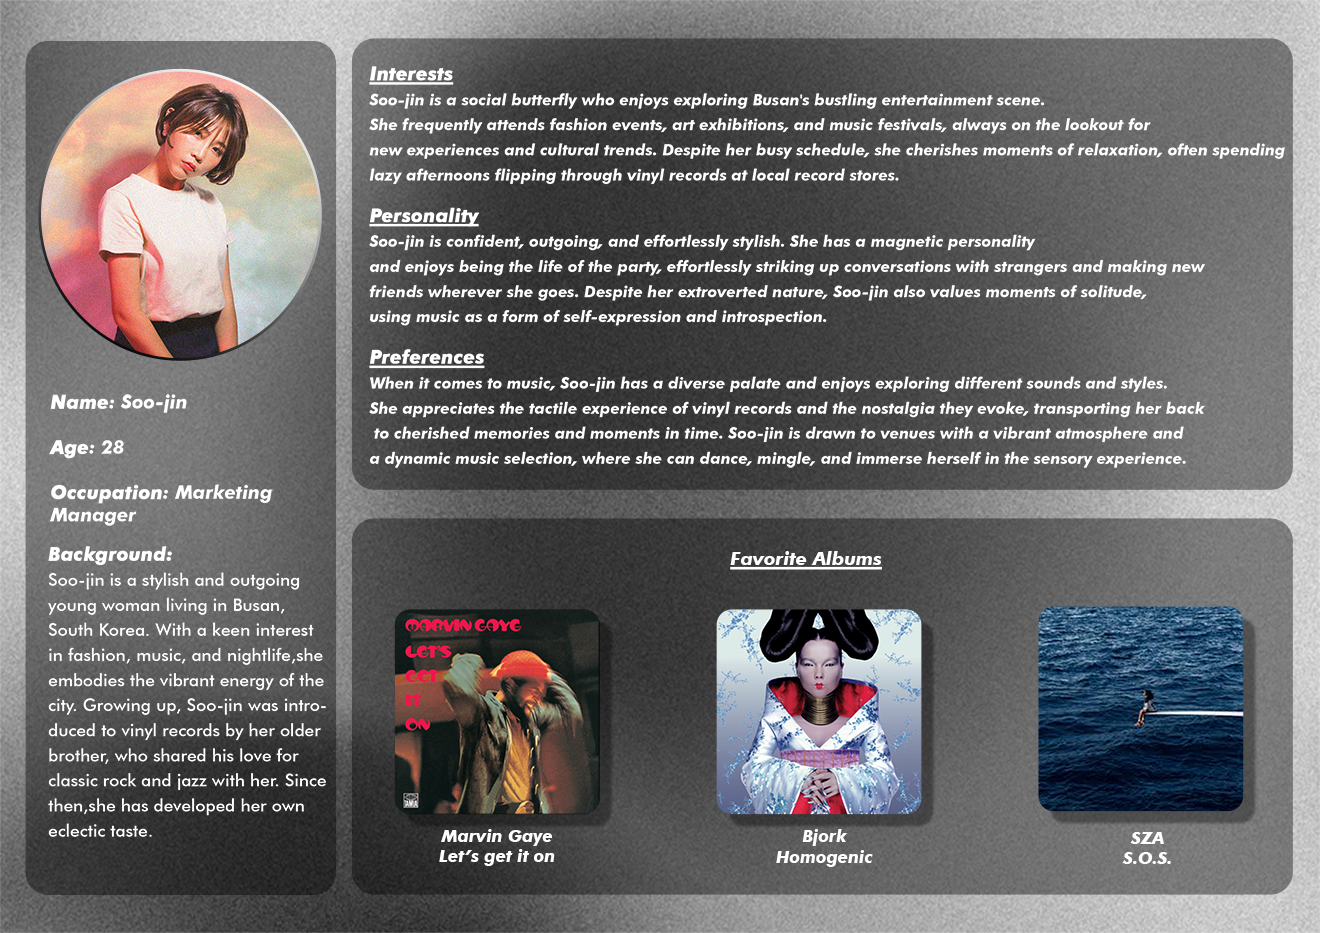 Name: Soo-jin
Age: 28
Occupation: Marketing
Manager
Background:
Soo-jin is a stylish and outgoing
young woman living in Busan,
South Korea. With a keen interest
in fashion, music, and nightlife,she
embodies the vibrant energy of the
city. Growing up, Soo-jin was intro-
duced to vinyl records by her older
brother, who shared his love for
classic rock and jazz with her. Since
then,she has developed her own
eclectic taste.
Interests
Soo-jin is a social butterfly who enjoys exploring Busan's bustling entertainment scene.
She frequently attends fashion events, art exhibitions, and music festivals, always on the lookout for
new experiences and cultural trends. Despite her busy schedule, she cherishes moments of relaxation, often spending
lazy afternoons flipping through vinyl records at local record stores.
Personality
Soo-jin is confident, outgoing, and effortlessly stylish. She has a magnetic personality
and enjoys being the life of the party, effortlessly striking up conversations with strangers and making new
friends wherever she goes. Despite her extroverted nature, Soo-jin also values moments of solitude,
using music as a form of self-expression and introspection.
Preferences
When it comes to music, Soo-jin has a diverse palate and enjoys exploring different sounds and styles.
She appreciates the tactile experience of vinyl records and the nostalgia they evoke, transporting her back
to cherished memories and moments in time. Soo-jin is drawn to venues with a vibrant atmosphere and
a dynamic music selection, where she can dance, mingle, and immerse herself in the sensory experience.
Favorite Albums
MARVIN GAYE
LET'S
GET
IT
ON
TAMLA
Marvin Gaye
Let's get it on
Bjork
Homogenic
SZA
S.O.S.